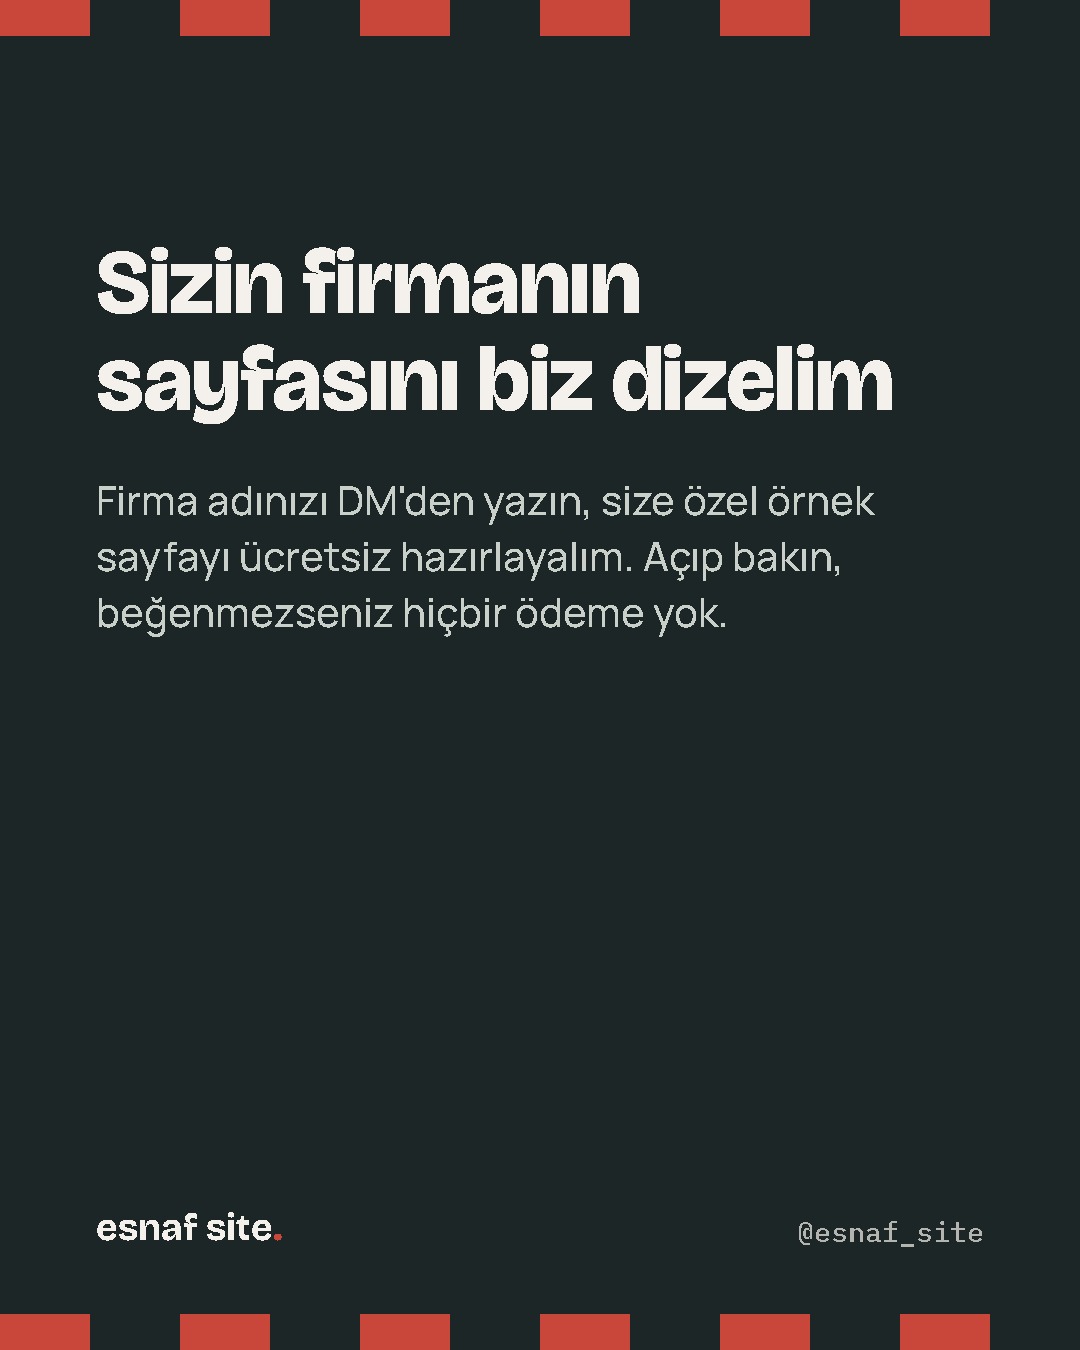 Sizin firmanın
sayfasını biz dizelim
Firma adınızı DM'den yazın, size özel örnek
sayfayı ücretsiz hazırlayalım. Açıp bakın,
beğenmezseniz hiçbir ödeme yok.
esnaf site.
@esnaf_site